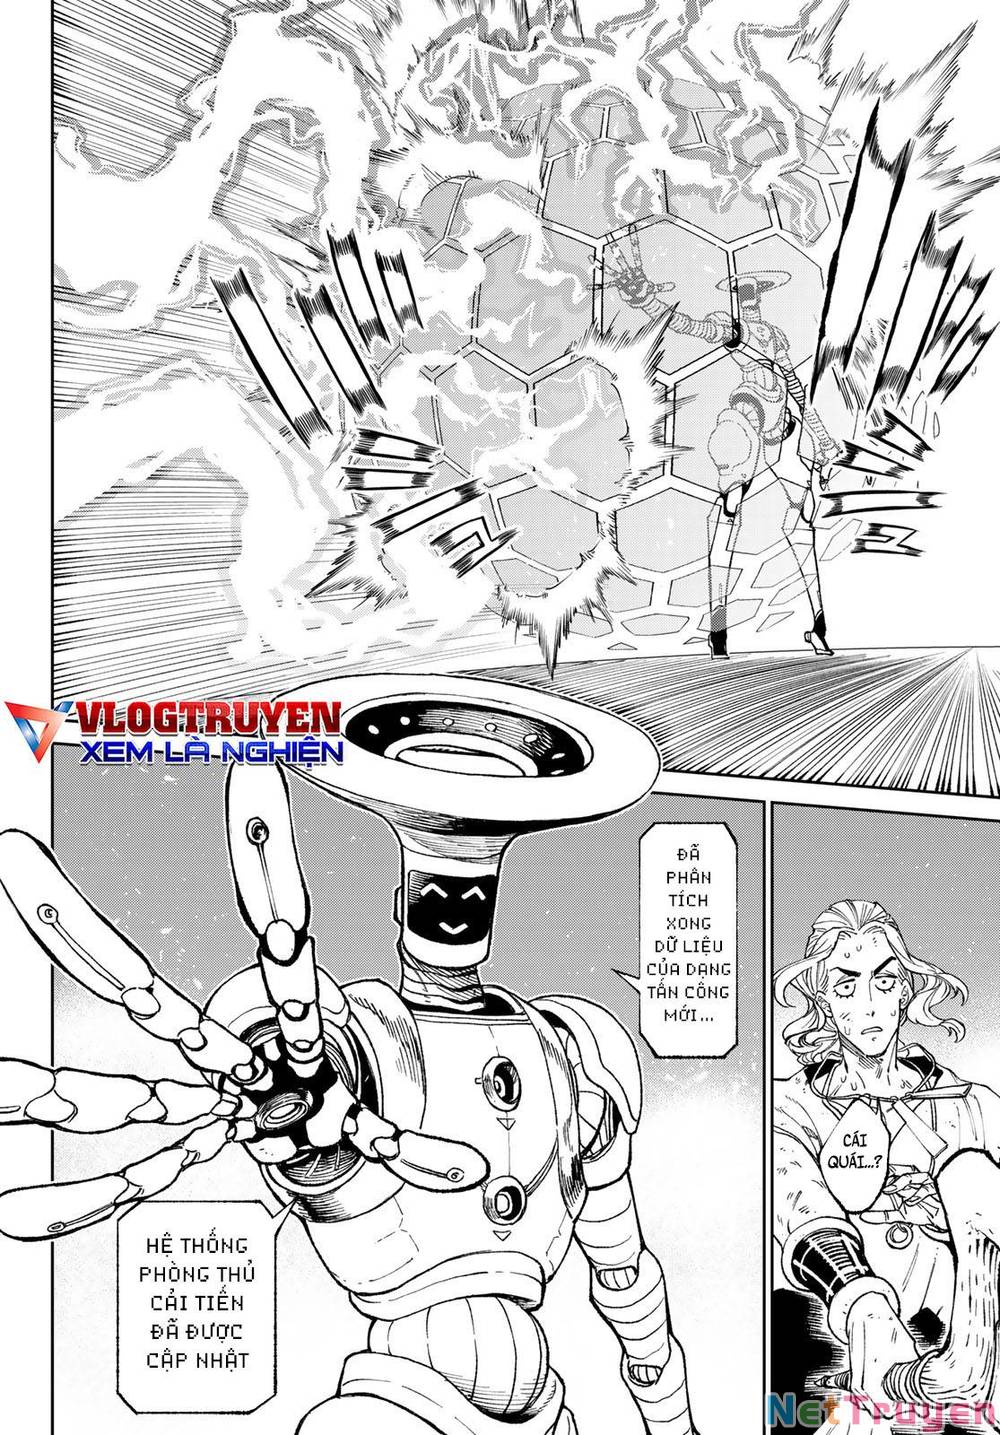 VLOGTRUYEN
XEM LÀ NGHIỆN
ĐÃ
PHÂN
TÍCH
XONG
DỮ LIỆU
CỦA DẠNG
TẤN CÔNG
MỚI...
CÁI
QUÁI...?
HỆ THỐNG
PHÒNG THỦ
CẢI TIẾN
ĐÃ ĐƯỢC
CẬP NHẬT
NetTruyen